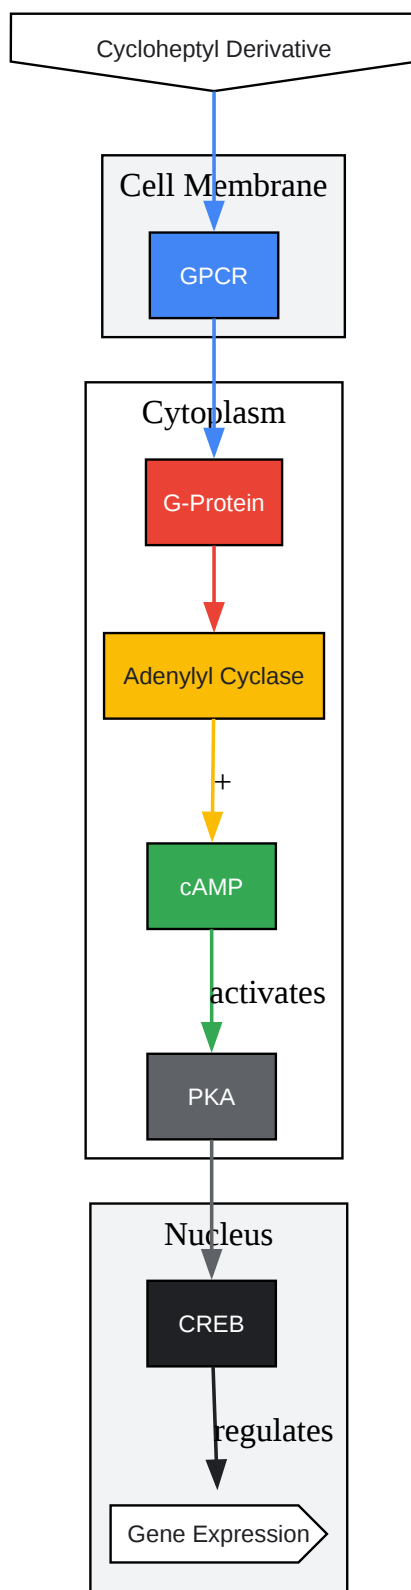 Cycloheptyl Derivative
Cell Membrane
GPCR
Cytoplasm
G-Protein
Adenylyl Cyclase
+
cAMP
activates
PKA
Nucleus
CREB
regulates
Gene Expression